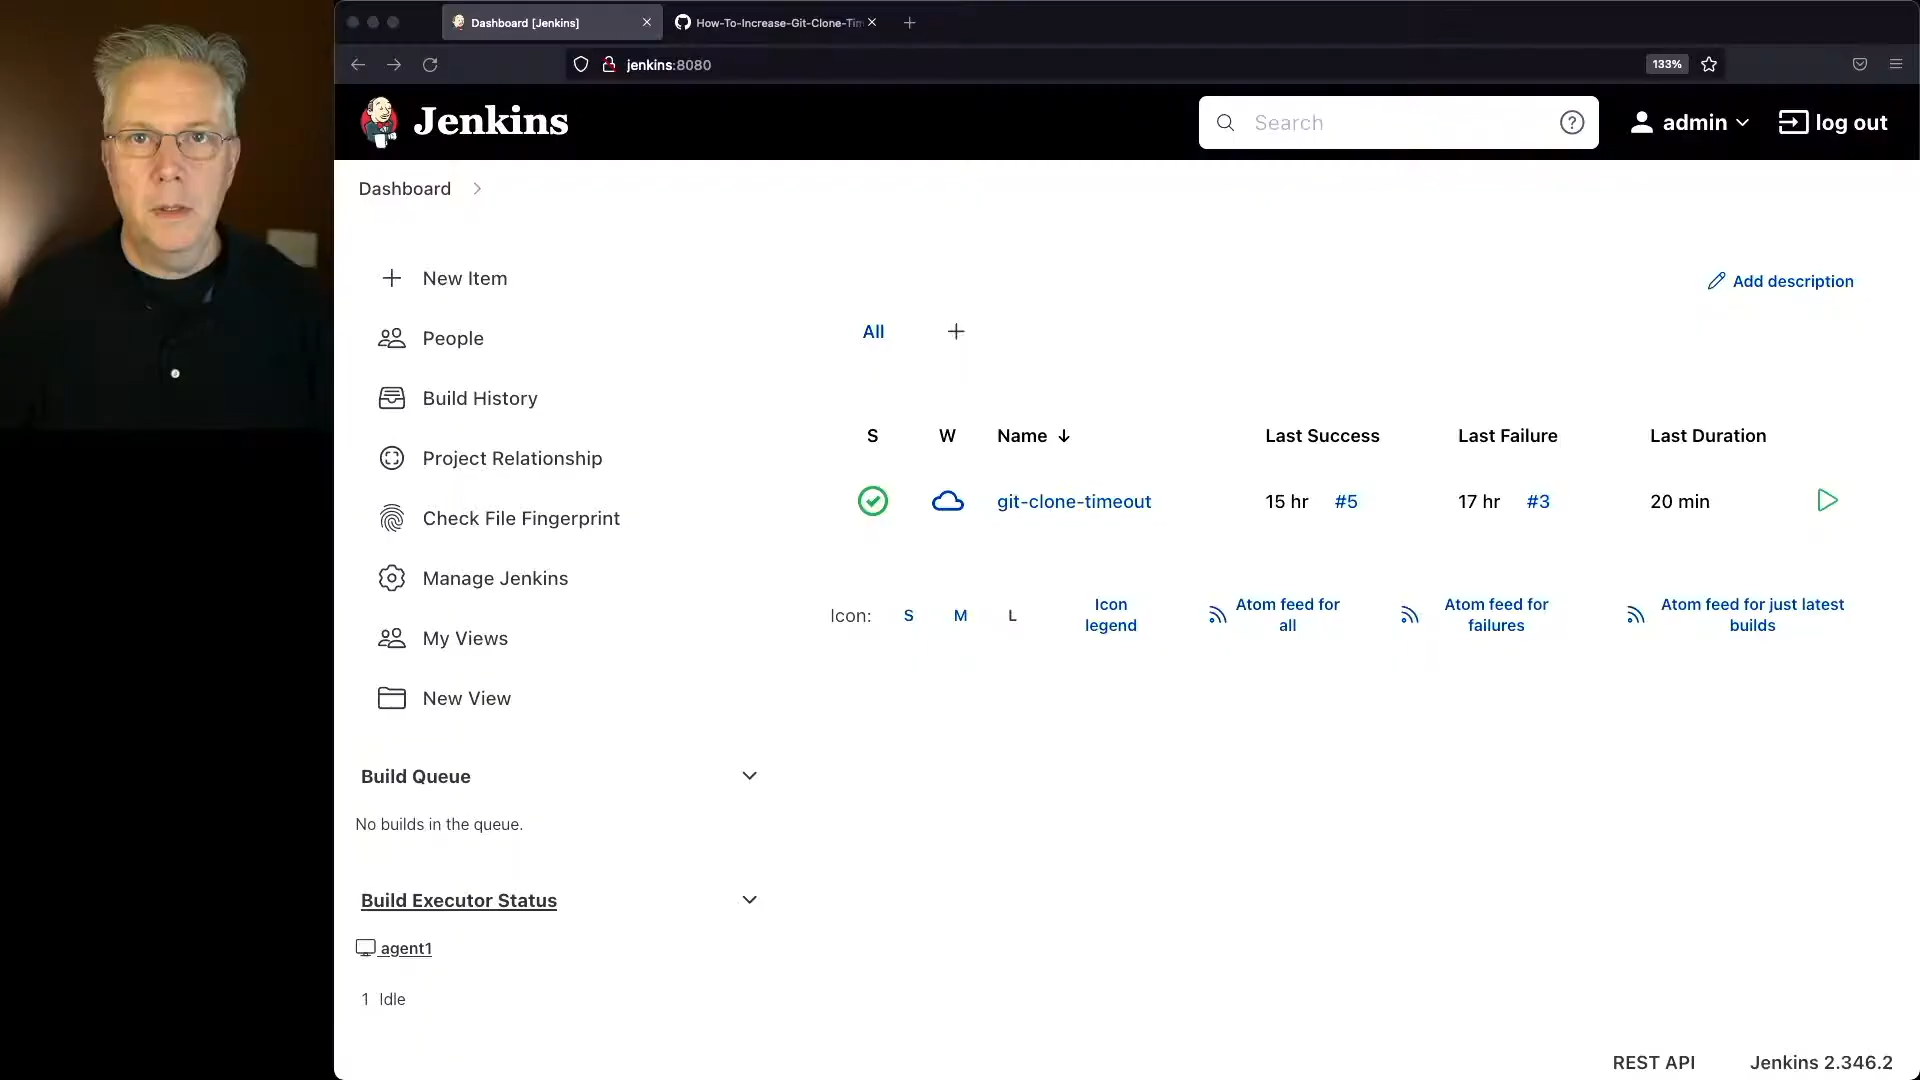 Dashboard [Jenkins]
How-To-Increase-Git-Clone-Tim
jenkins:8080
133%
Jenkins
Search
admin
log out
Dashboard
New Item
People
Build History
Project Relationship
Check File Fingerprint
Manage Jenkins
My Views
New View
Add description
All
S W Name Last Success Last Failure Last Duration
git-clone-timeout 15 hr #5 17 hr #3 20 min
Icon: S M L
Icon legend
Atom feed for all
Atom feed for failures
Atom feed for just latest builds
Build Queue
No builds in the queue.
Build Executor Status
agent1
1 Idle
REST API
Jenkins 2.346.2